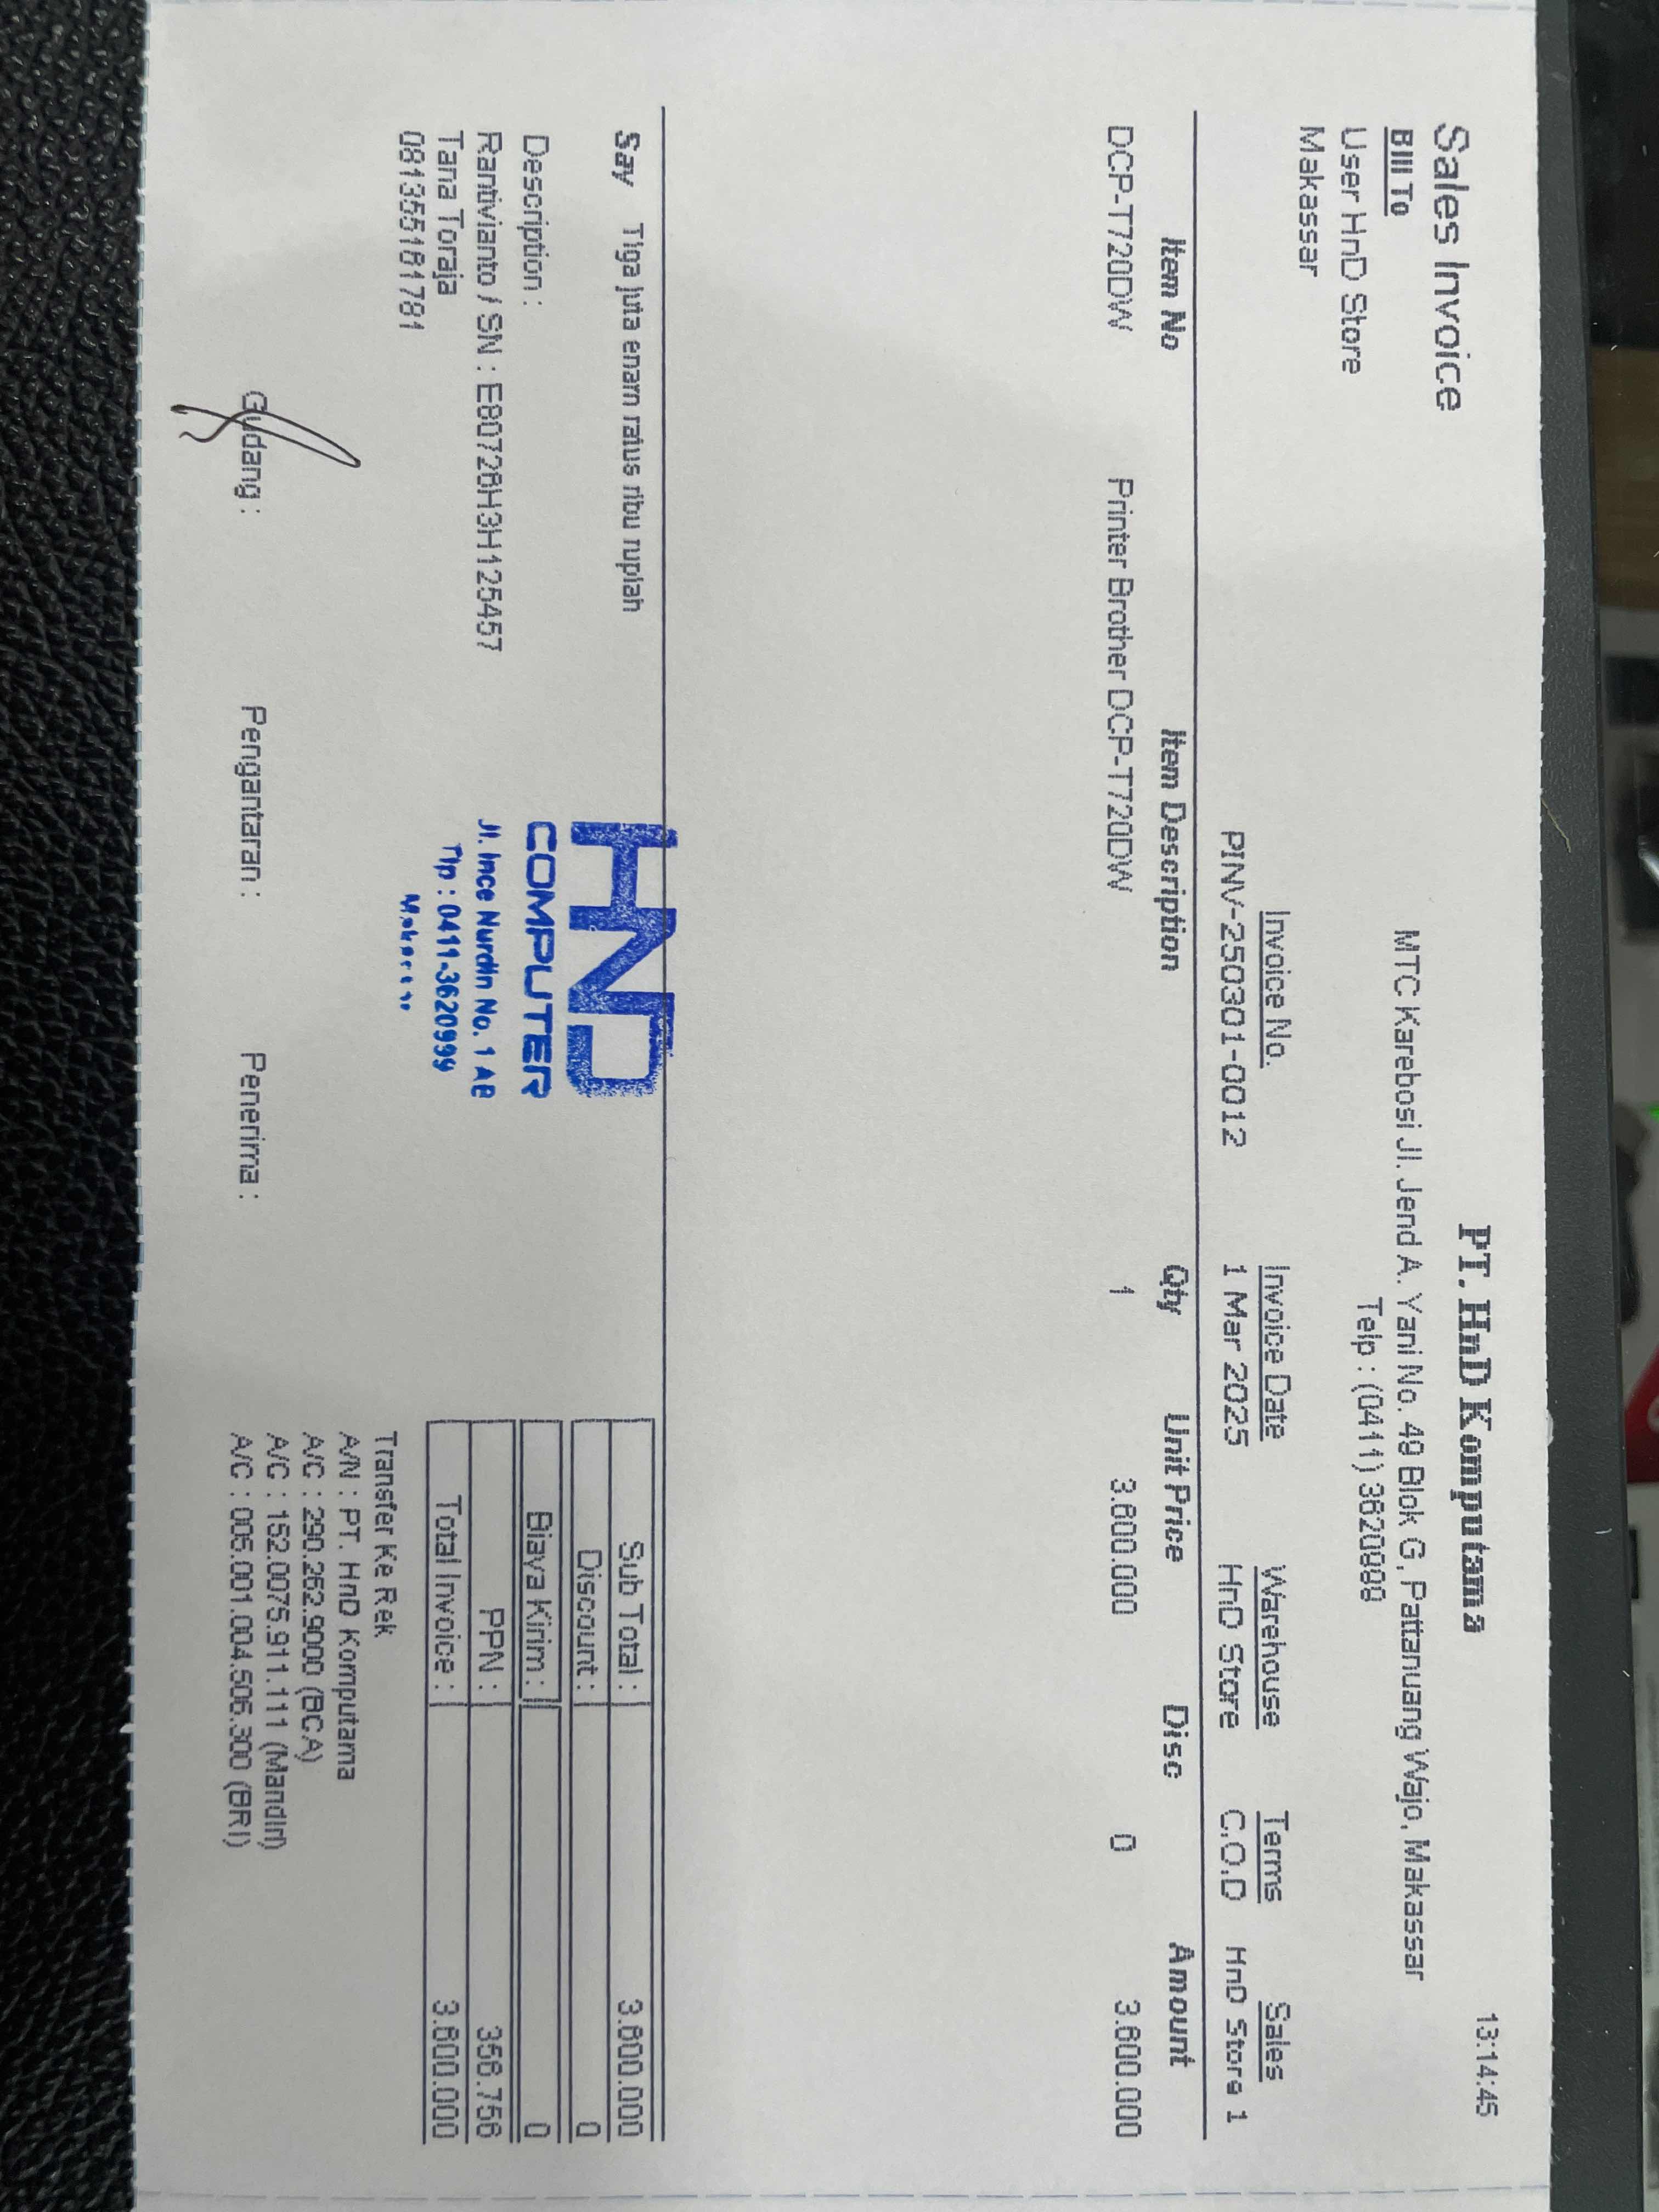 Sales Invoice
PT. HnD Komputama
13:14:45
Bill To
User HnD Store
Makassar
MTC Karebosi Jl. Jend A. Yani No. 49 Blok G, Pattanuang Wajo, Makassar
Telp : (0411) 3620999
Invoice No. Invoice Date Warehouse Terms Sales
PINV-250301-0012 1 Mar 2025 HnD Store C.O.D HnD Store 1
Item No Item Description Qty Unit Price Disc Amount
DCP-T720DW Printer Brother DCP-T720DW 1 3.600.000 0 3.600.000
Say Tiga juta enam ratus ribu rupiah
Description :
Rantivianto / SN : E80726H3H125457
Tana Toraja
081355181781
HND
COMPUTER
Jl. Ince Nurdin No. 1 AB
Tlp : 0411-3620999
Sub Total : 3.600.000
Discount : 0
Biaya Kirim : 0
PPN : 356.756
Total Invoice : 3.600.000
Transfer Ke Rek
A/N : PT. HnD Komputama
A/C : 290.262.9000 (BCA)
A/C : 152.0075.911.111 (Mandiri)
A/C : 005.001.004.506.300 (BRI)
Gudang : Pengantaran : Penerima :